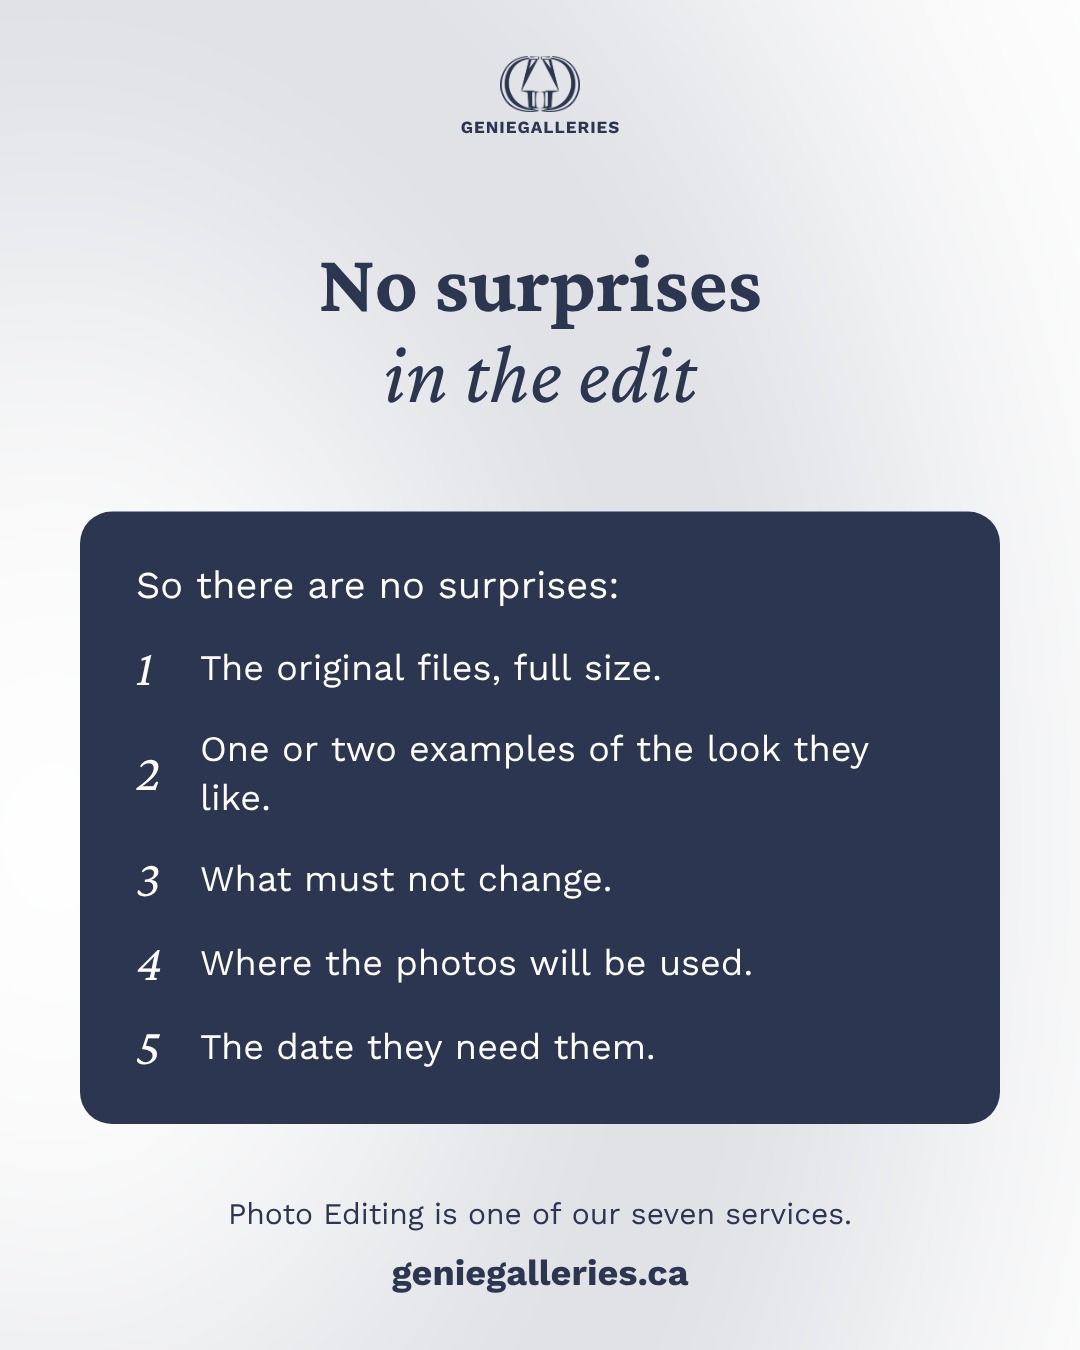 GENIEGALLERIES
No surprises
in the edit
So there are no surprises:
1 The original files, full size.
2 One or two examples of the look they
like.
3 What must not change.
4 Where the photos will be used.
5 The date they need them.
Photo Editing is one of our seven services.
geniegalleries.ca